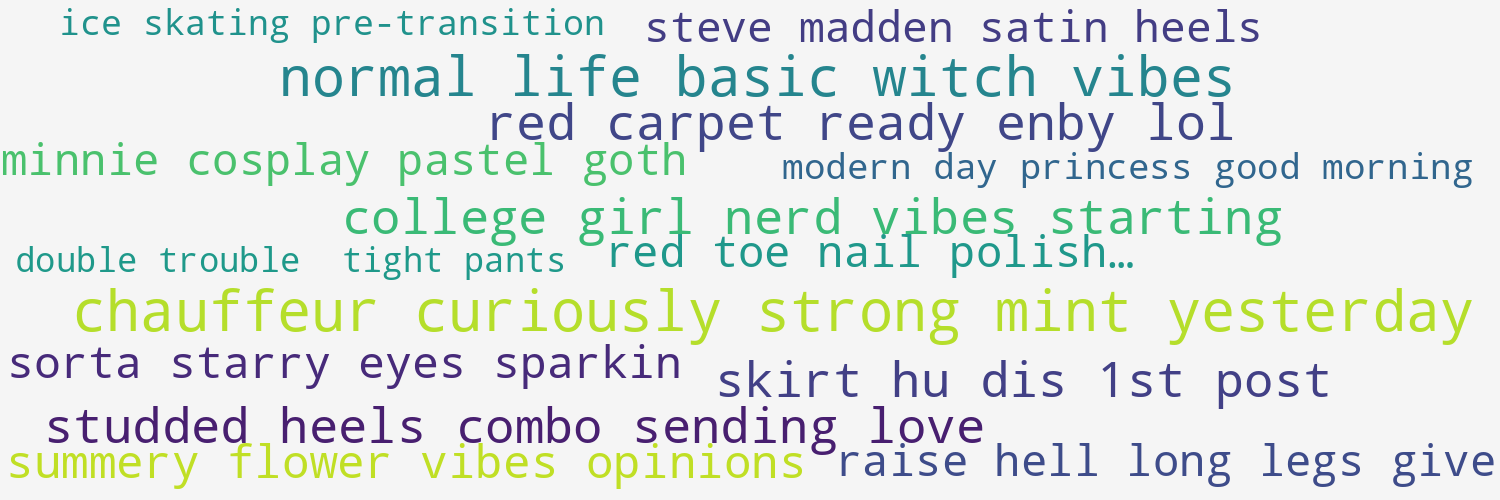 ice skating pre-transition
steve madden satin heels
normal life basic witch vibes
red carpet ready enby lol
minnie cosplay pastel goth
modern day princess good morning
college girl nerd vibes starting
red toe nail polish…
double trouble
tight pants
chauffeur curiously strong mint yesterday
sorta starry eyes sparkin
skirt hu dis 1st post
studded heels combo sending love
summery flower vibes opinions
raise hell long legs give